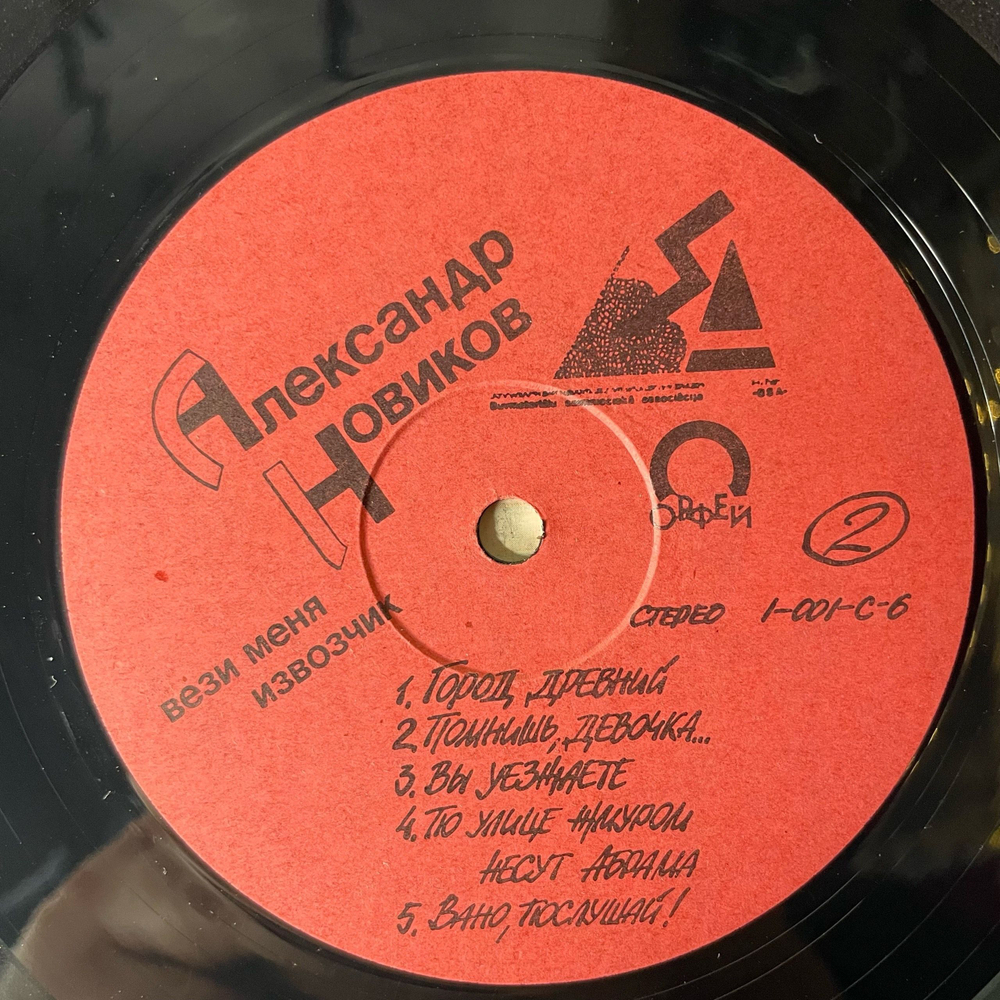 Александр
Новиков
вези меня
извозчик
ОРФЕЙ
2
СТЕРЕО 1-001-С-6
1. ГОРОД ДРЕВНИЙ
2. ПОМНИШЬ, ДЕВОЧКА...
3. ВЫ УЕЗЖАЕТЕ
4. ПО УЛИЦЕ ЖМУРОМ
НЕСУТ АБРАМА
5. ВАНО, ПОСЛУШАЙ!